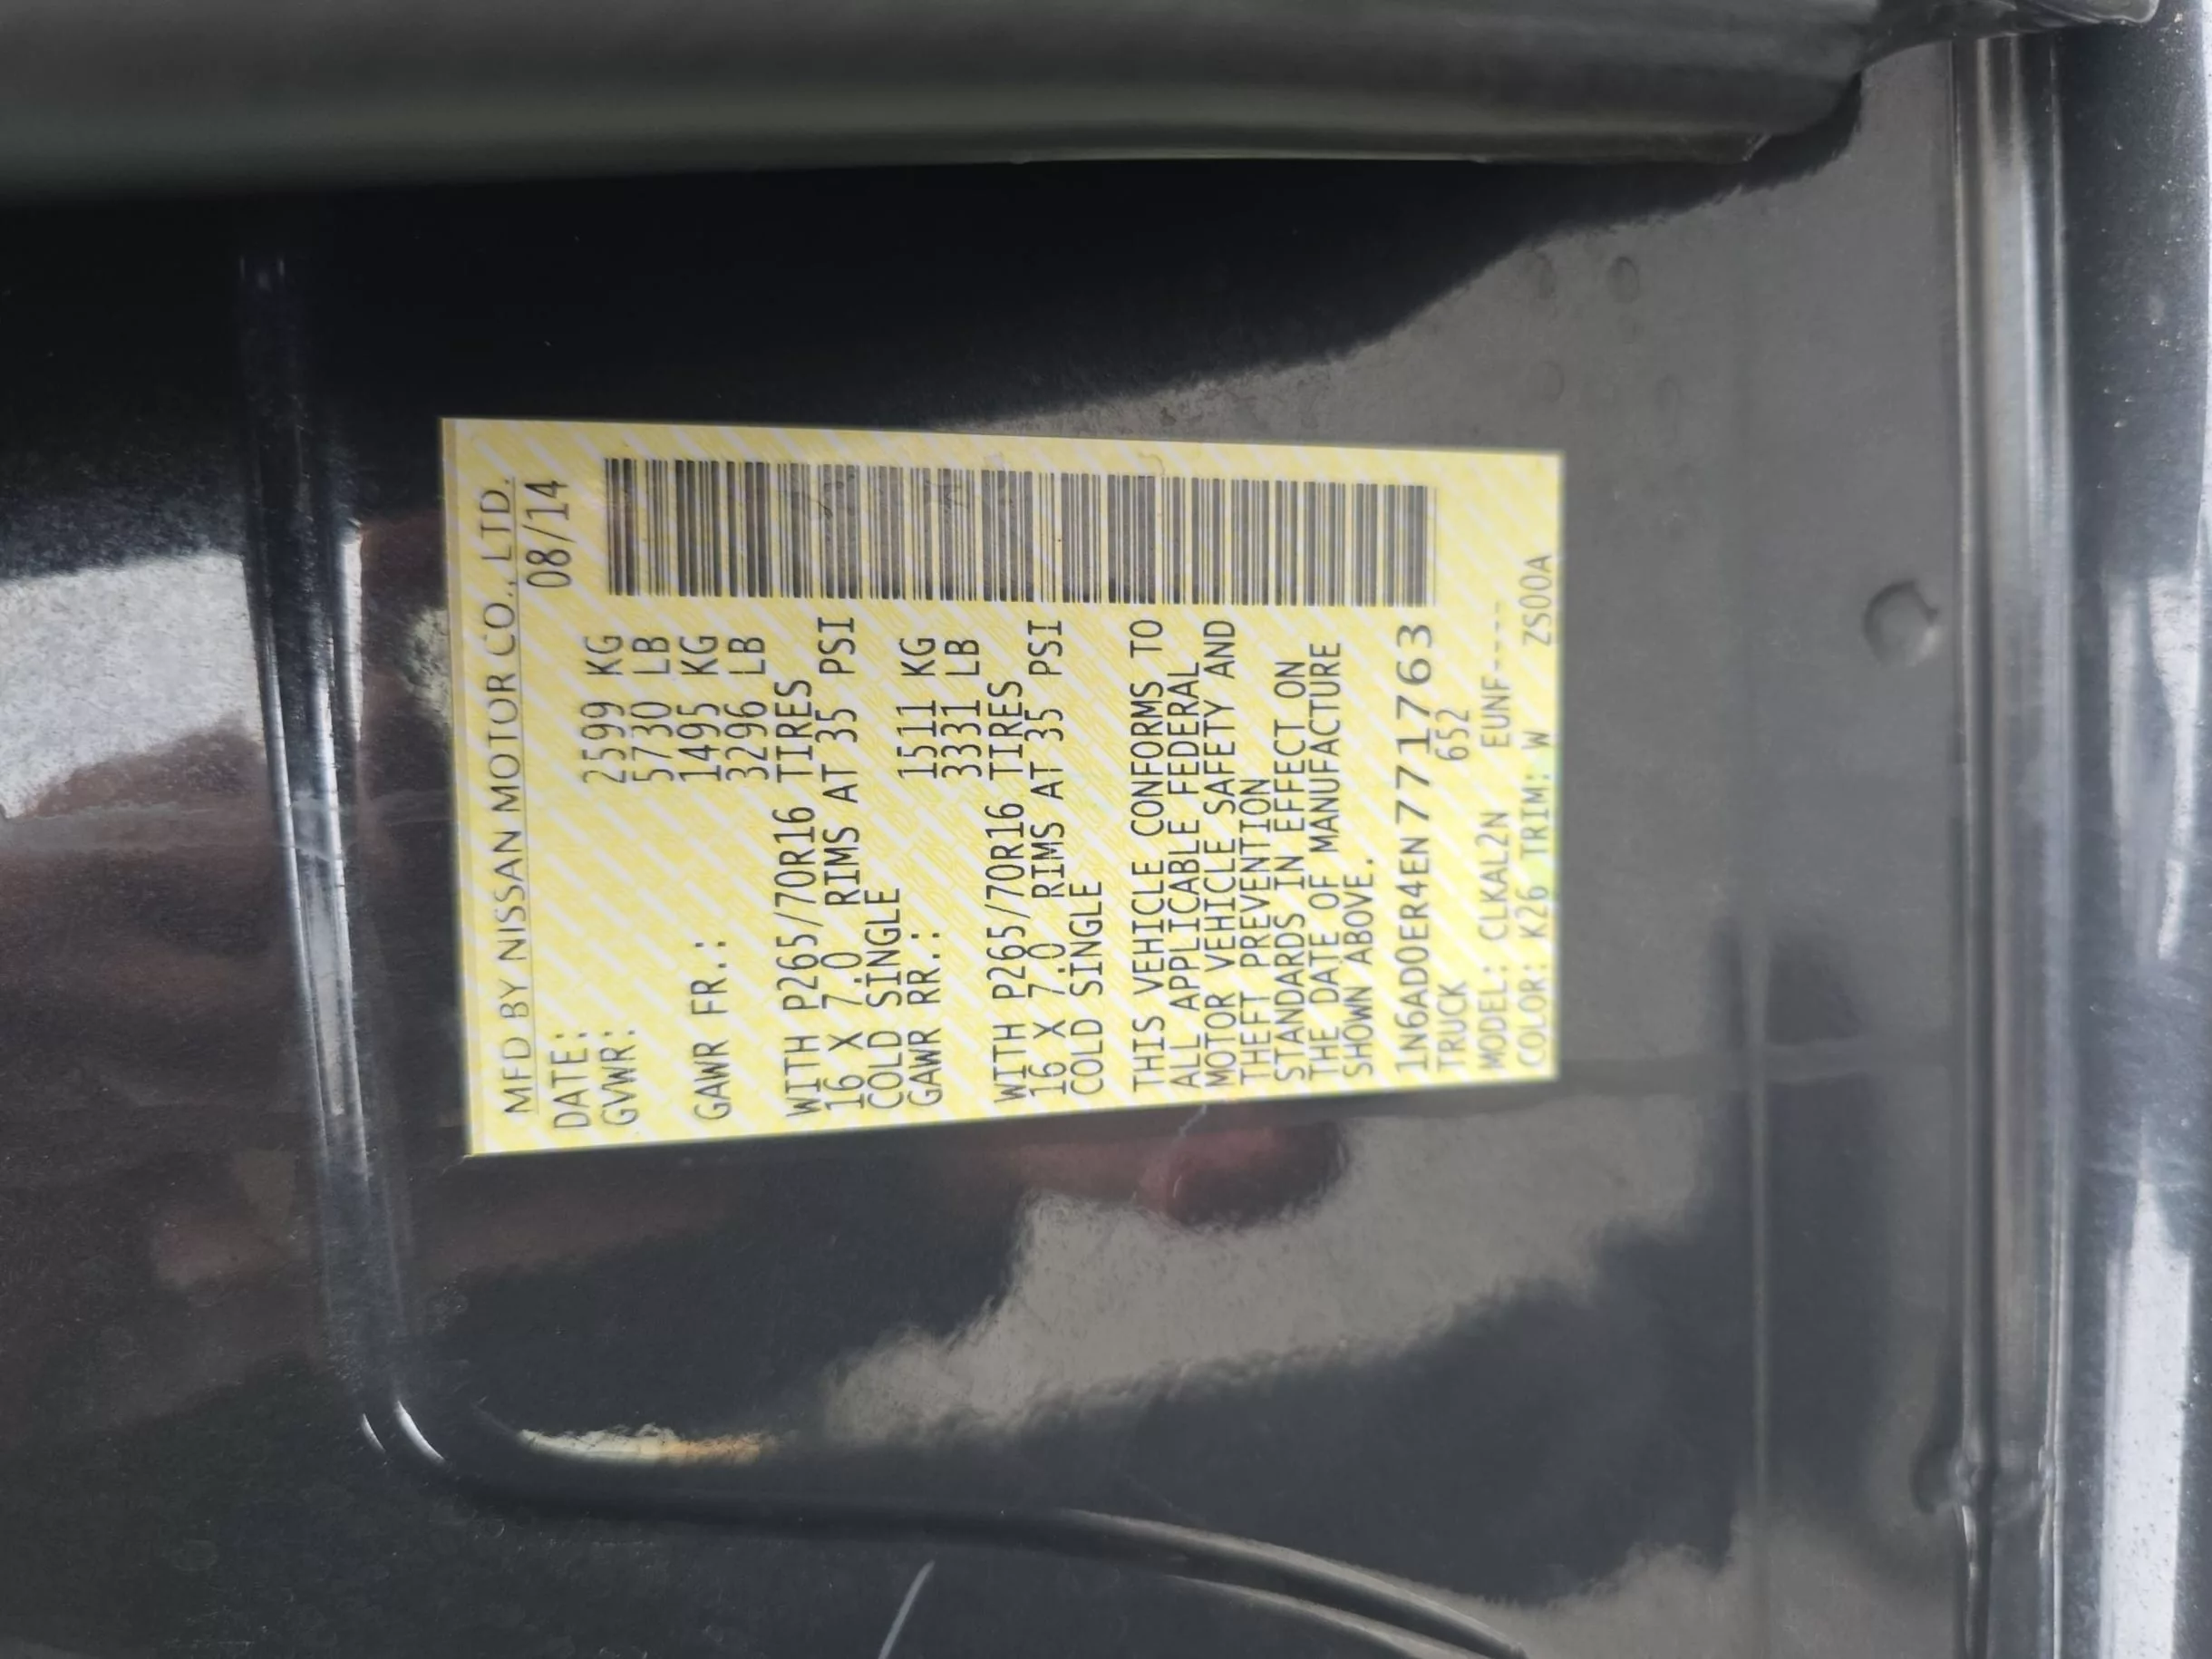 MFD BY NISSAN MOTOR CO., LTD.
DATE: 08/14
GVWR: 2599 KG
5730 LB
GAWR FR.: 1495 KG
3296 LB
WITH P265/70R16 TIRES
16 X 7.0 RIMS AT 35 PSI
COLD SINGLE
GAWR RR.: 1511 KG
3331 LB
WITH P265/70R16 TIRES
16 X 7.0 RIMS AT 35 PSI
COLD SINGLE
THIS VEHICLE CONFORMS TO
ALL APPLICABLE FEDERAL
MOTOR VEHICLE SAFETY AND
THEFT PREVENTION
STANDARDS IN EFFECT ON
THE DATE OF MANUFACTURE
SHOWN ABOVE.
1N6AD0ER4EN771763
TRUCK 652
MODEL: CLKAL2N EUNF----
COLOR: K26 TRIM: W ZS00A